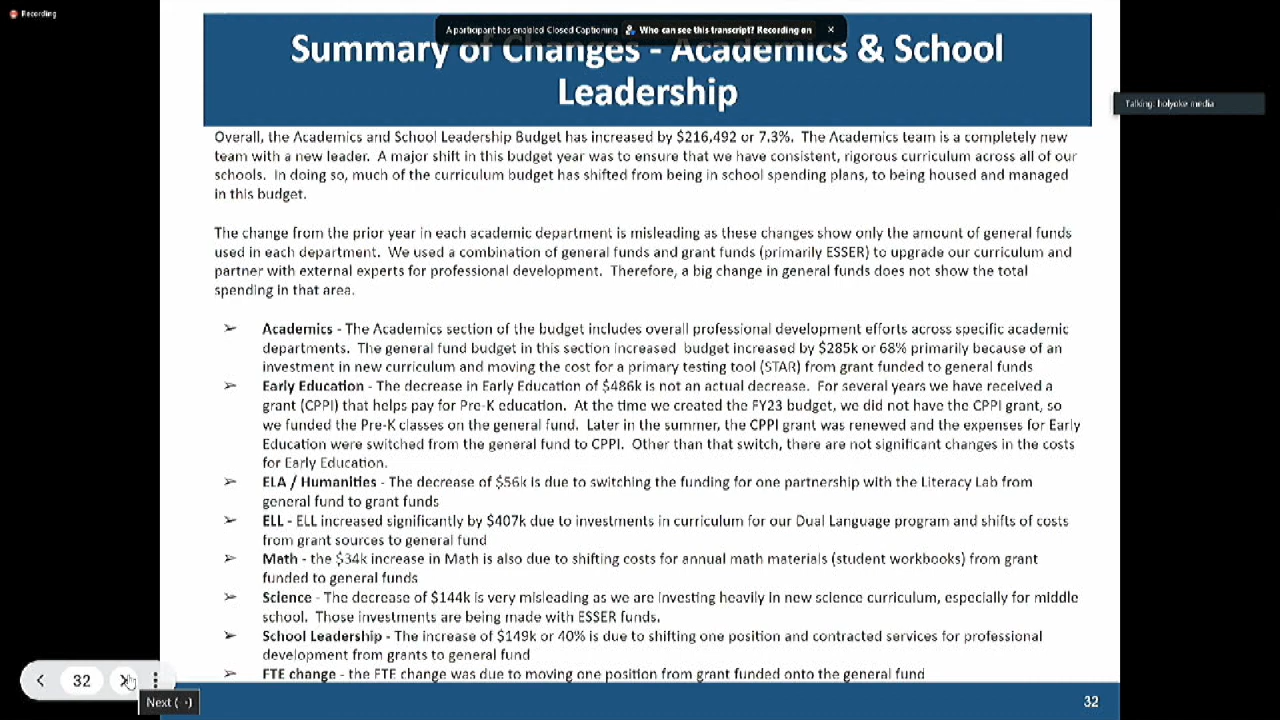 Recording
A participant has enabled Closed Captioning Who can see this transcript? Recording on
Summary of Changes - Academics & School
Leadership
Talking: holyoke media
Overall, the Academics and School Leadership Budget has increased by $216,492 or 7.3%. The Academics team is a completely new
team with a new leader. A major shift in this budget year was to ensure that we have consistent, rigorous curriculum across all of our
schools. In doing so, much of the curriculum budget has shifted from being in school spending plans, to being housed and managed
in this budget.
The change from the prior year in each academic department is misleading as these changes show only the amount of general funds
used in each department. We used a combination of general funds and grant funds (primarily ESSER) to upgrade our curriculum and
partner with external experts for professional development. Therefore, a big change in general funds does not show the total
spending in that area.
➢ Academics - The Academics section of the budget includes overall professional development efforts across specific academic
departments. The general fund budget in this section increased budget increased by $285k or 68% primarily because of an
investment in new curriculum and moving the cost for a primary testing tool (STAR) from grant funded to general funds
➢ Early Education - The decrease in Early Education of $486k is not an actual decrease. For several years we have received a
grant (CPPI) that helps pay for Pre-K education. At the time we created the FY23 budget, we did not have the CPPI grant, so
we funded the Pre-K classes on the general fund. Later in the summer, the CPPI grant was renewed and the expenses for Early
Education were switched from the general fund to CPPI. Other than that switch, there are not significant changes in the costs
for Early Education.
➢ ELA / Humanities - The decrease of $56k is due to switching the funding for one partnership with the Literacy Lab from
general fund to grant funds
➢ ELL - ELL increased significantly by $407k due to investments in curriculum for our Dual Language program and shifts of costs
from grant sources to general fund
➢ Math - the $34k increase in Math is also due to shifting costs for annual math materials (student workbooks) from grant
funded to general funds
➢ Science - The decrease of $144k is very misleading as we are investing heavily in new science curriculum, especially for middle
school. Those investments are being made with ESSER funds.
➢ School Leadership - The increase of $149k or 40% is due to shifting one position and contracted services for professional
development from grants to general fund
➢ FTE change - the FTE change was due to moving one position from grant funded onto the general fund
32
Next (→)
32